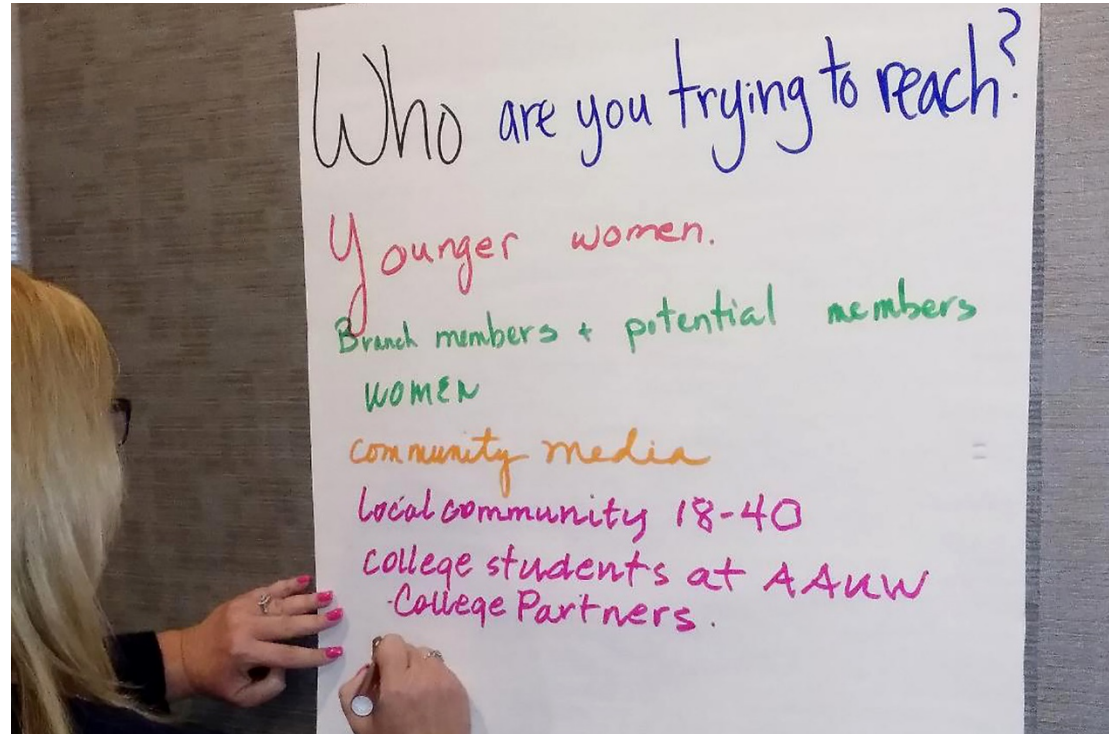 Who are you trying to reach?
Younger women.
Branch members + potential members
women
community media
local community 18-40
college students at AAUW
-College Partners.